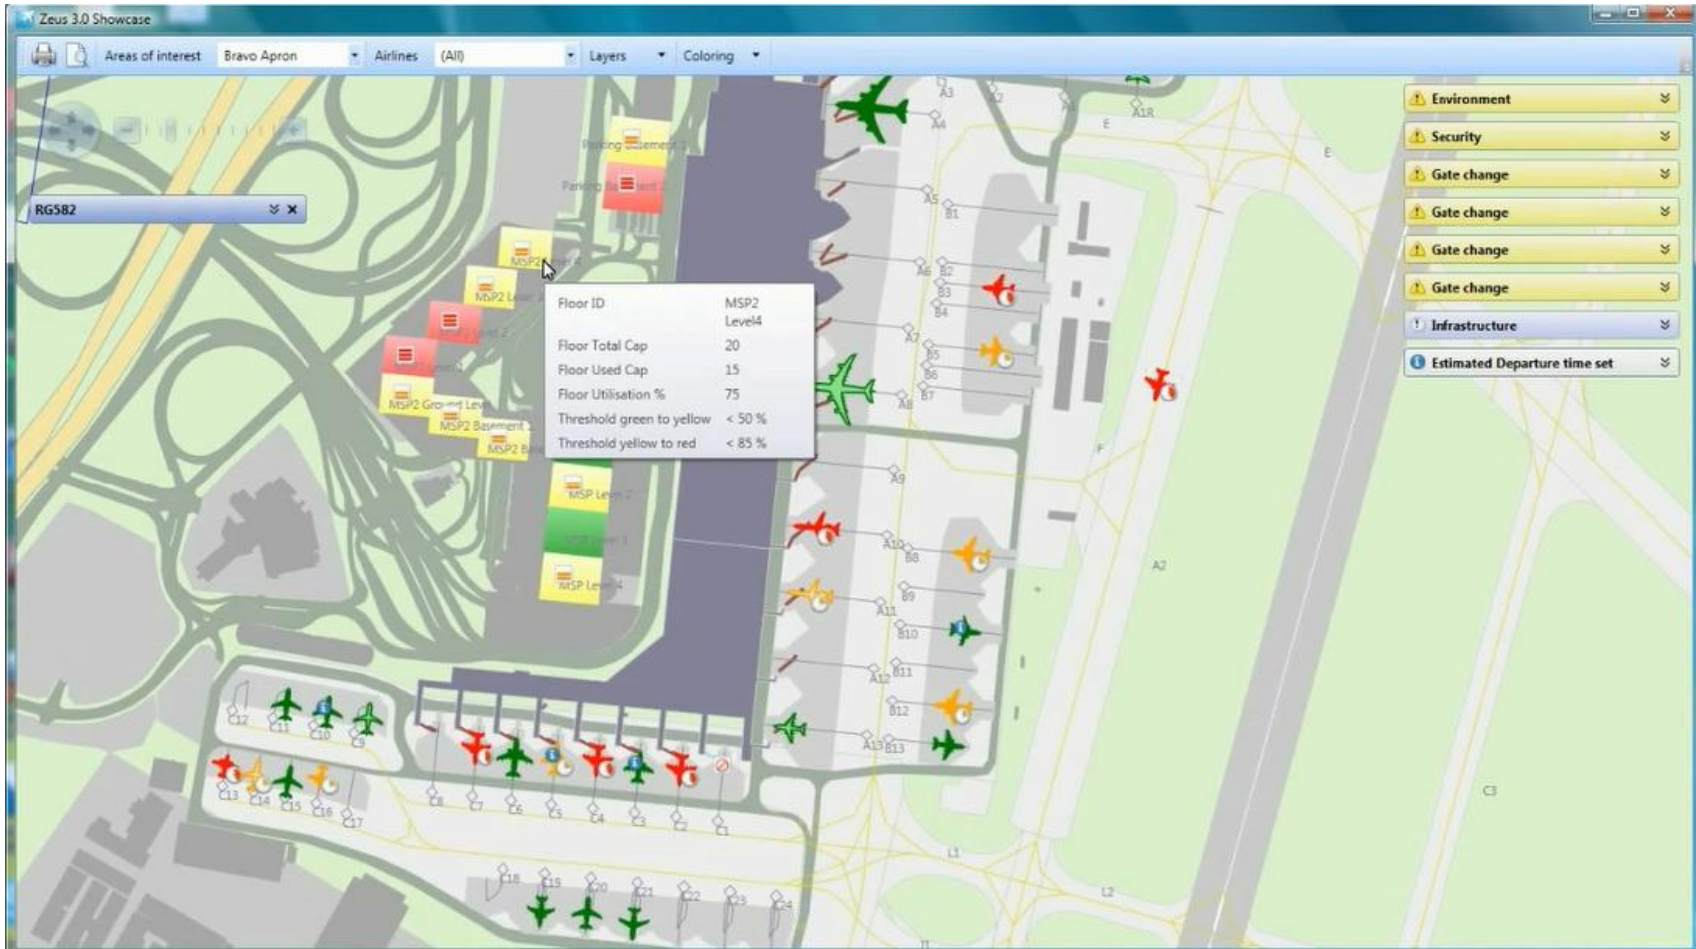 Zeus 3.0 Showcase
Areas of interest Bravo Apron Airlines (All) Layers Coloring
RG582
Environment
Security
Gate change
Gate change
Gate change
Gate change
Infrastructure
Estimated Departure time set
Floor ID MSP2
Level4
Floor Total Cap 20
Floor Used Cap 15
Floor Utilisation % 75
Threshold green to yellow < 50 %
Threshold yellow to red < 85 %
MSP2 Ground Level
MSP2 Basement
MSP Level 2
MSP Level 4
A3
A4
A1R
E
E
A5
B1
A6
B2
B3
B4
A7
B5
B6
B7
A8
F
A9
A10
B8
A2
B9
A11
B10
A12
B11
B12
A13
B13
C12
C11
C10
C9
C13
C14
C15
C16
C17
C8
C7
C6
C5
C4
C3
C2
C1
C3
L1
L2
C18
C19
C20
C21
C22
C23
C24